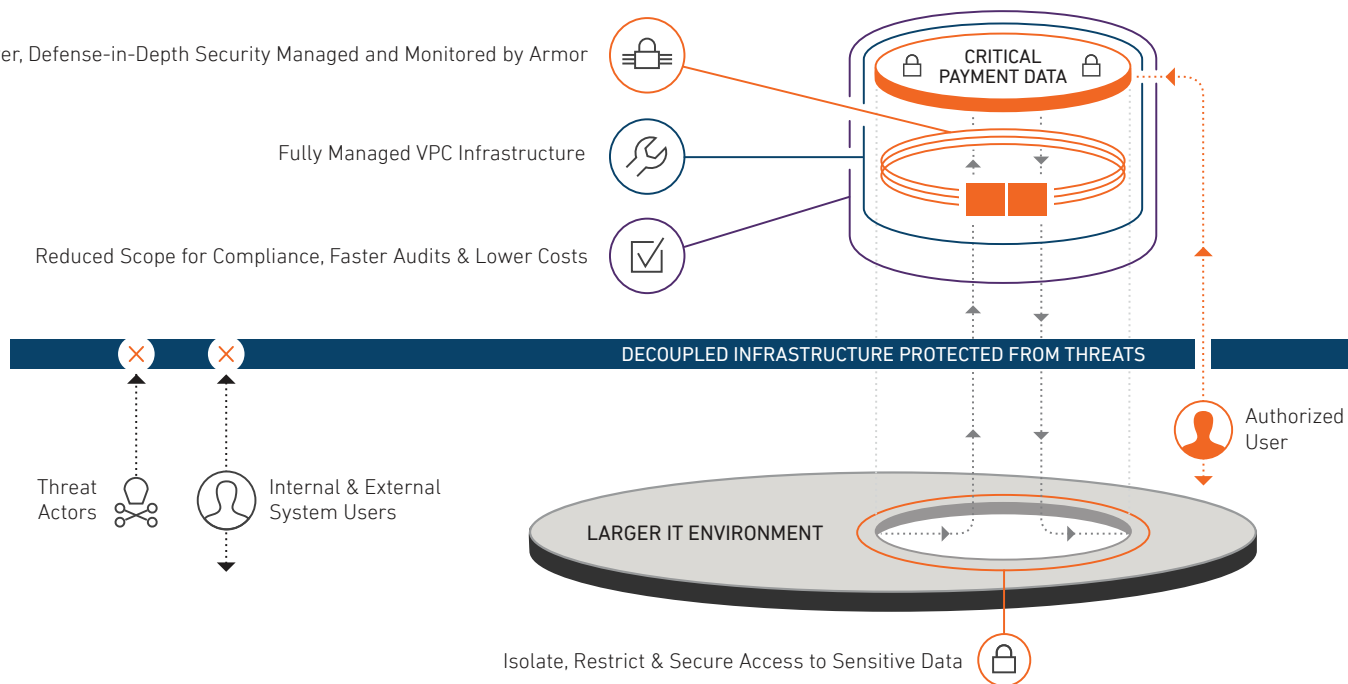 er, Defense-in-Depth Security Managed and Monitored by Armor
CRITICAL
PAYMENT DATA
Fully Managed VPC Infrastructure
Reduced Scope for Compliance, Faster Audits & Lower Costs
DECOUPLED INFRASTRUCTURE PROTECTED FROM THREATS
Authorized
User
Threat
Actors
Internal & External
System Users
LARGER IT ENVIRONMENT
Isolate, Restrict & Secure Access to Sensitive Data